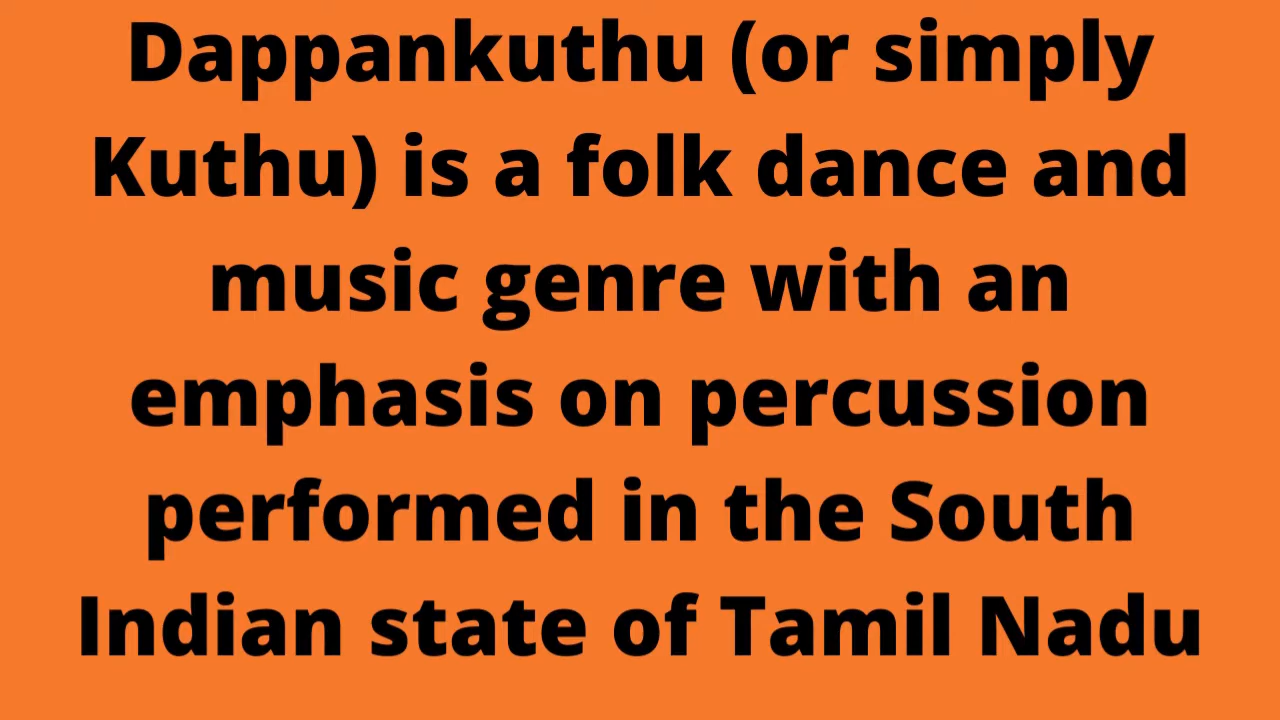 Dappankuthu (or simply
Kuthu) is a folk dance and
music genre with an
emphasis on percussion
performed in the South
Indian state of Tamil Nadu